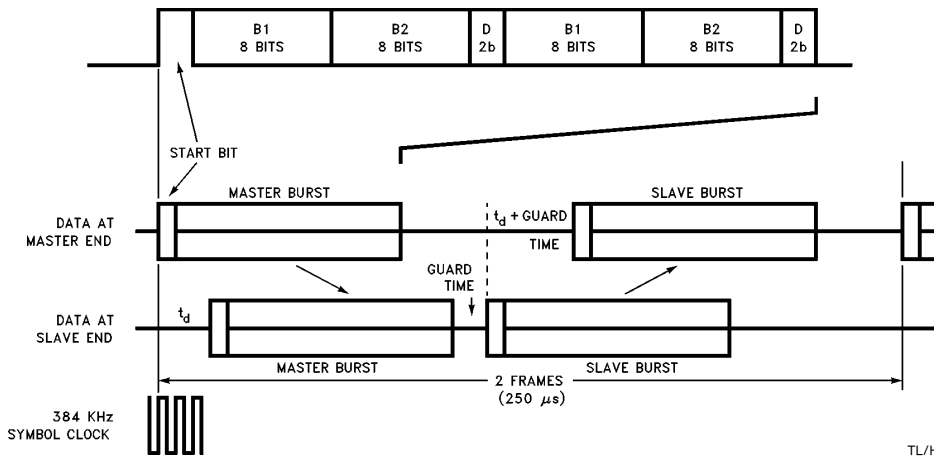 B1
8 BITS
B2
8 BITS
D
2b
B1
8 BITS
B2
8 BITS
D
2b
START BIT
MASTER BURST
SLAVE BURST
DATA AT
MASTER END
td + GUARD
TIME
GUARD
TIME
DATA AT
SLAVE END
td
MASTER BURST
SLAVE BURST
2 FRAMES
(250 μs)
384 KHz
SYMBOL CLOCK
TL/H